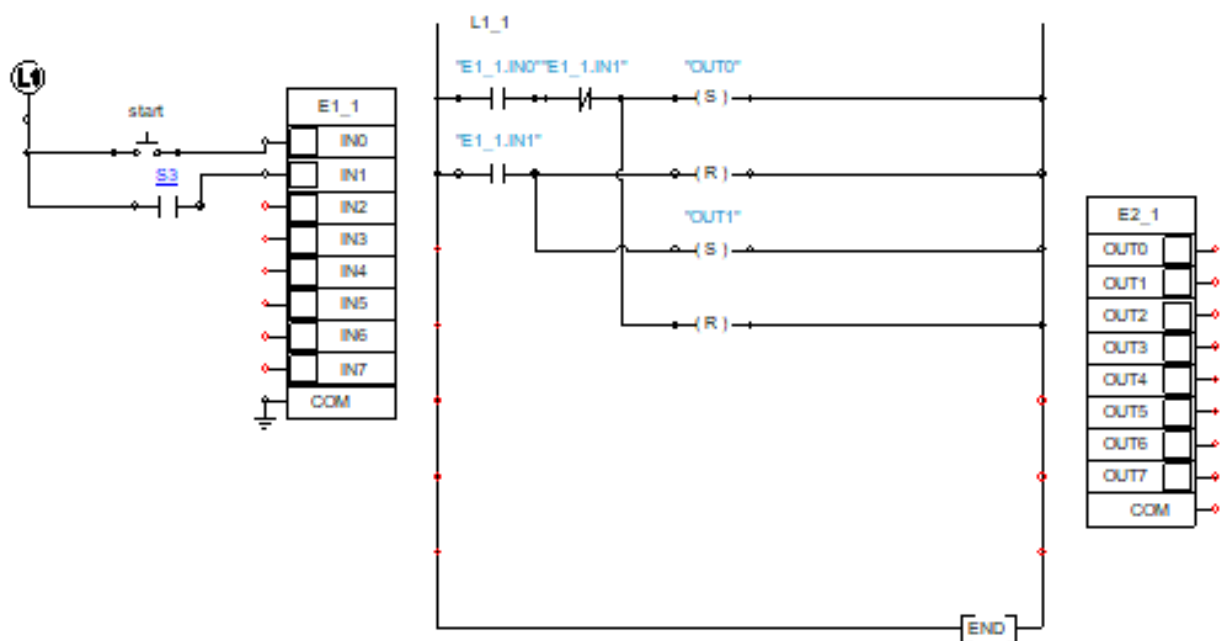 L1_1
"E1_1.IN0" "E1_1.IN1" "OUT0"
L1
start
E1_1
( S )
IN0
"E1_1.IN1"
S3
IN1
( R )
IN2
"OUT1"
E2_1
IN3
( S )
OUT0
IN4
OUT1
IN5
OUT2
IN6
( R )
OUT3
IN7
OUT4
COM
OUT5
OUT6
OUT7
COM
END